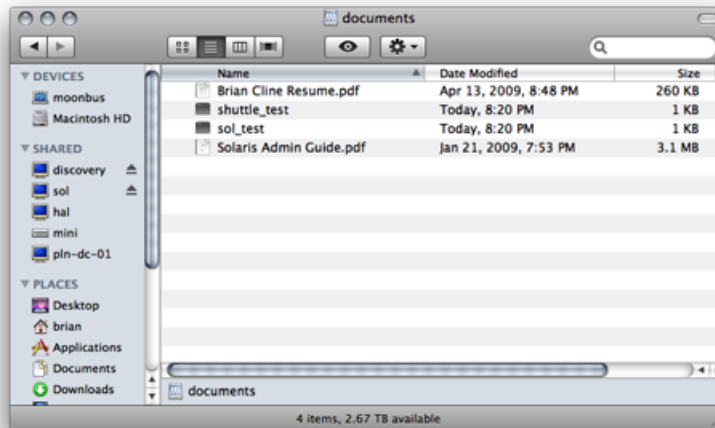 documents
DEVICES
moonbus
Macintosh HD
SHARED
discovery
sol
hal
mini
pln-dc-01
PLACES
Desktop
brian
Applications
Documents
Downloads
Name Date Modified Size
Brian Cline Resume.pdf Apr 13, 2009, 8:48 PM 260 KB
shuttle_test Today, 8:20 PM 1 KB
sol_test Today, 8:20 PM 1 KB
Solaris Admin Guide.pdf Jan 21, 2009, 7:53 PM 3.1 MB
documents
4 items, 2.67 TB available